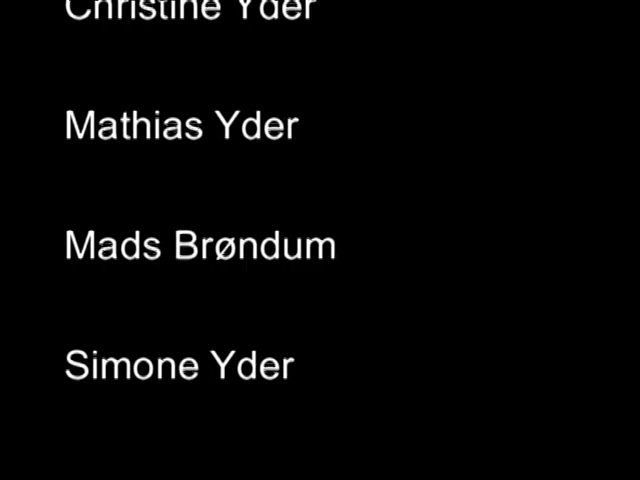 Christine Yder
Mathias Yder
Mads Brøndum
Simone Yder